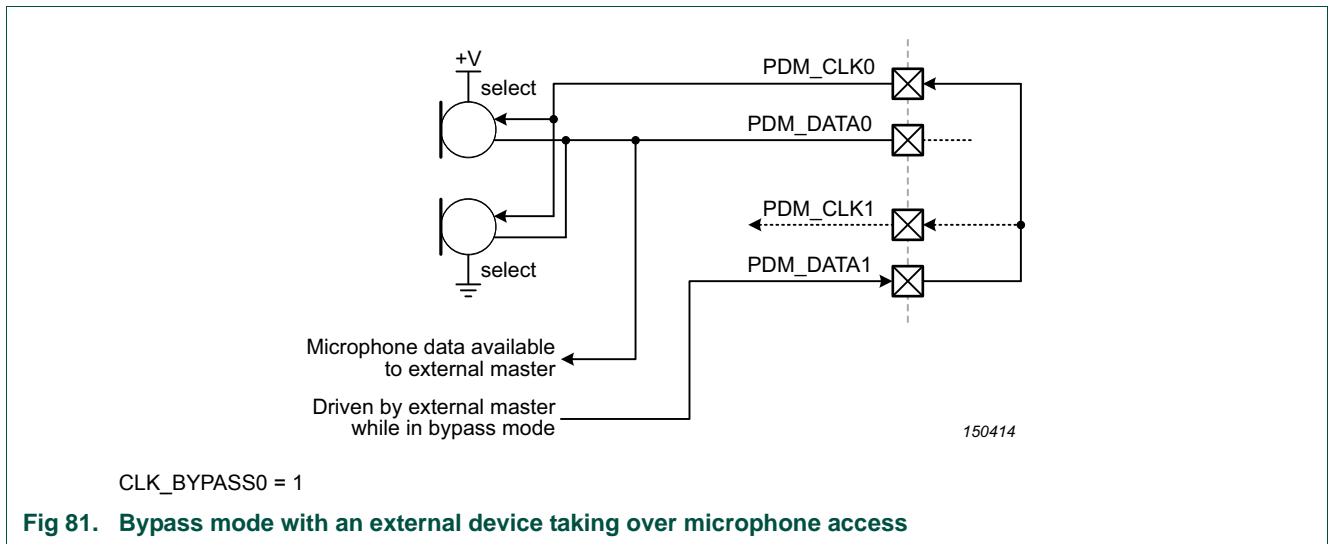 +V
select
PDM_CLK0
PDM_DATA0
PDM_CLK1
PDM_DATA1
select
Microphone data available
to external master
Driven by external master
while in bypass mode
150414
CLK_BYPASS0 = 1
Fig 81. Bypass mode with an external device taking over microphone access